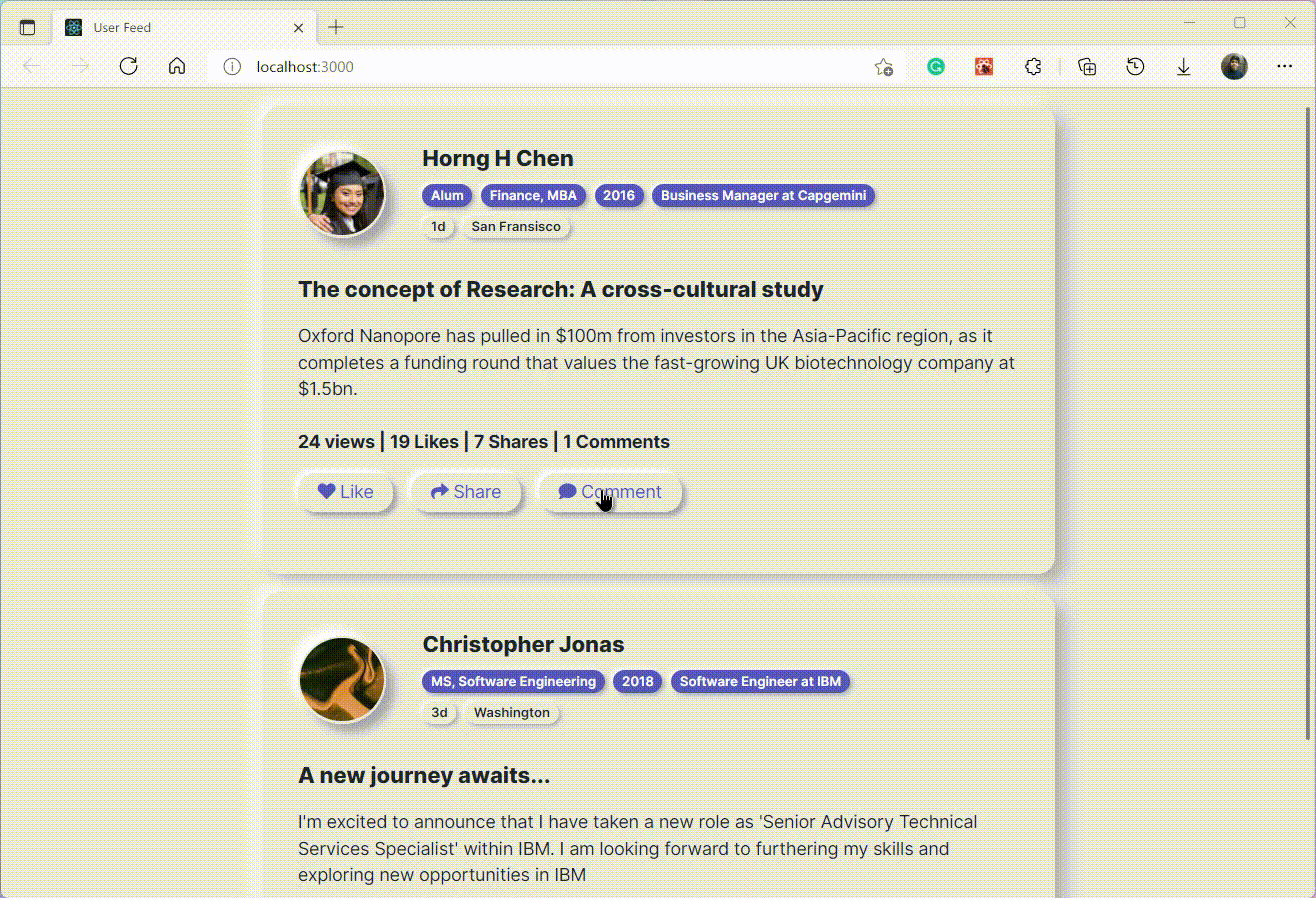 User Feed
localhost:3000
Horng H Chen
Alum Finance, MBA 2016 Business Manager at Capgemini
1d San Fransisco
The concept of Research: A cross-cultural study
Oxford Nanopore has pulled in $100m from investors in the Asia-Pacific region, as it
completes a funding round that values the fast-growing UK biotechnology company at
$1.5bn.
24 views | 19 Likes | 7 Shares | 1 Comments
Like Share Comment
Christopher Jonas
MS, Software Engineering 2018 Software Engineer at IBM
3d Washington
A new journey awaits...
I'm excited to announce that I have taken a new role as 'Senior Advisory Technical
Services Specialist' within IBM. I am looking forward to furthering my skills and
exploring new opportunities in IBM